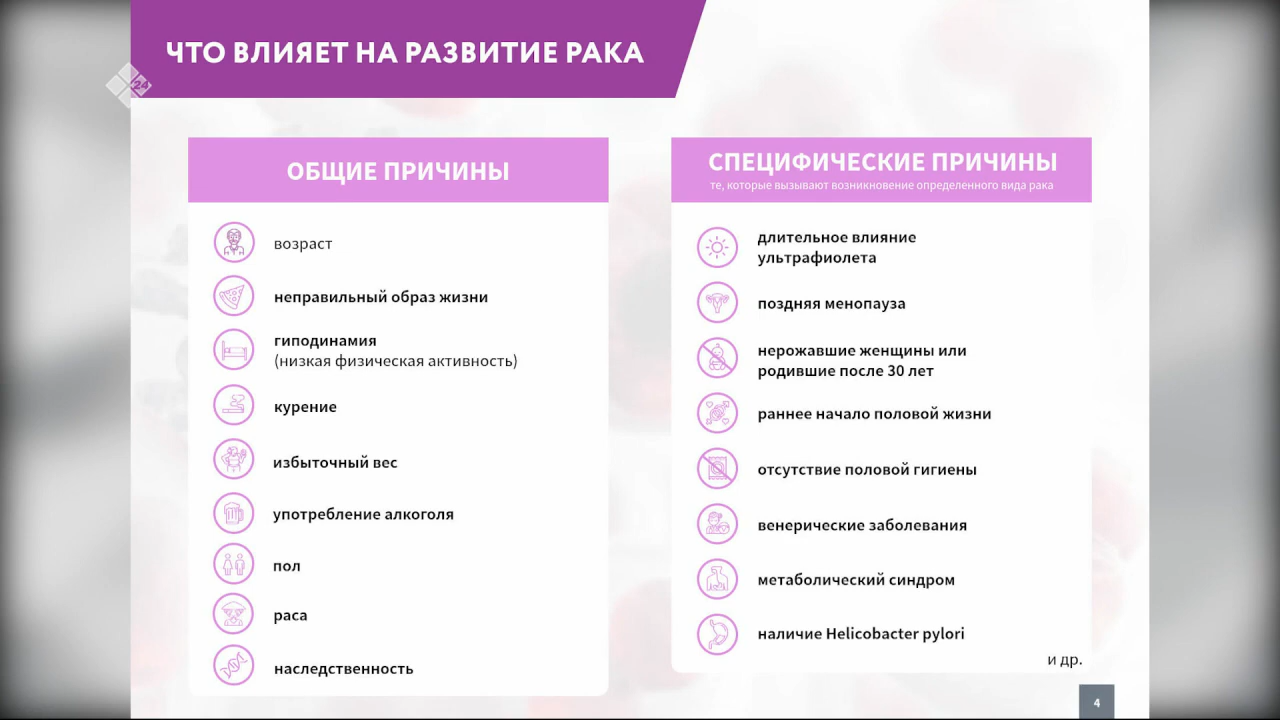 ЧТО ВЛИЯЕТ НА РАЗВИТИЕ РАКА
24
ОБЩИЕ ПРИЧИНЫ
возраст
неправильный образ жизни
гиподинамия
(низкая физическая активность)
курение
избыточный вес
употребление алкоголя
пол
раса
наследственность
СПЕЦИФИЧЕСКИЕ ПРИЧИНЫ
те, которые вызывают возникновение определенного вида рака
длительное влияние
ультрафиолета
поздняя менопауза
нерожавшие женщины или
родившие после 30 лет
раннее начало половой жизни
отсутствие половой гигиены
венерические заболевания
метаболический синдром
наличие Helicobacter pylori
и др.
4